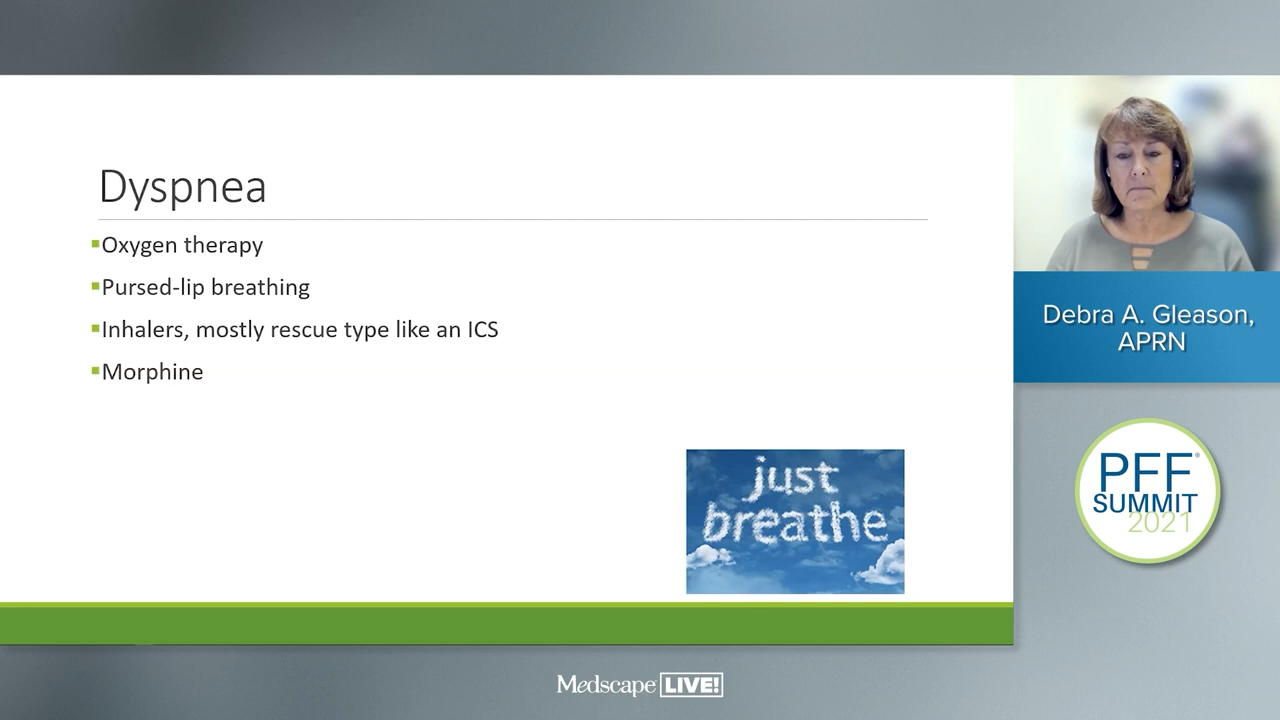 Dyspnea
▪Oxygen therapy
▪Pursed-lip breathing
▪Inhalers, mostly rescue type like an ICS
▪Morphine
just
breathe
Debra A. Gleason,
APRN
PFF®
SUMMIT
2021
Medscape LIVE!